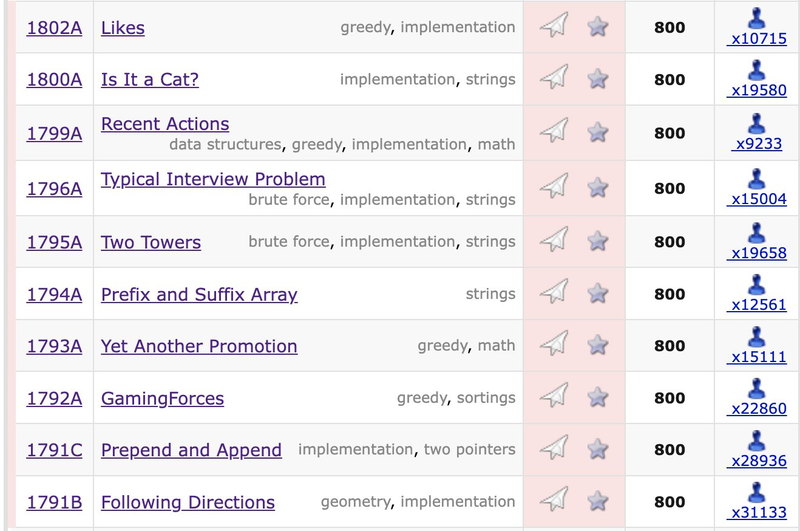 1802A Likes greedy, implementation 800 x10715
1800A Is It a Cat? implementation, strings 800 x19580
1799A Recent Actions 800 x9233
data structures, greedy, implementation, math
1796A Typical Interview Problem 800 x15004
brute force, implementation, strings
1795A Two Towers brute force, implementation, strings 800 x19658
1794A Prefix and Suffix Array strings 800 x12561
1793A Yet Another Promotion greedy, math 800 x15111
1792A GamingForces greedy, sortings 800 x22860
1791C Prepend and Append implementation, two pointers 800 x28936
1791B Following Directions geometry, implementation 800 x31133